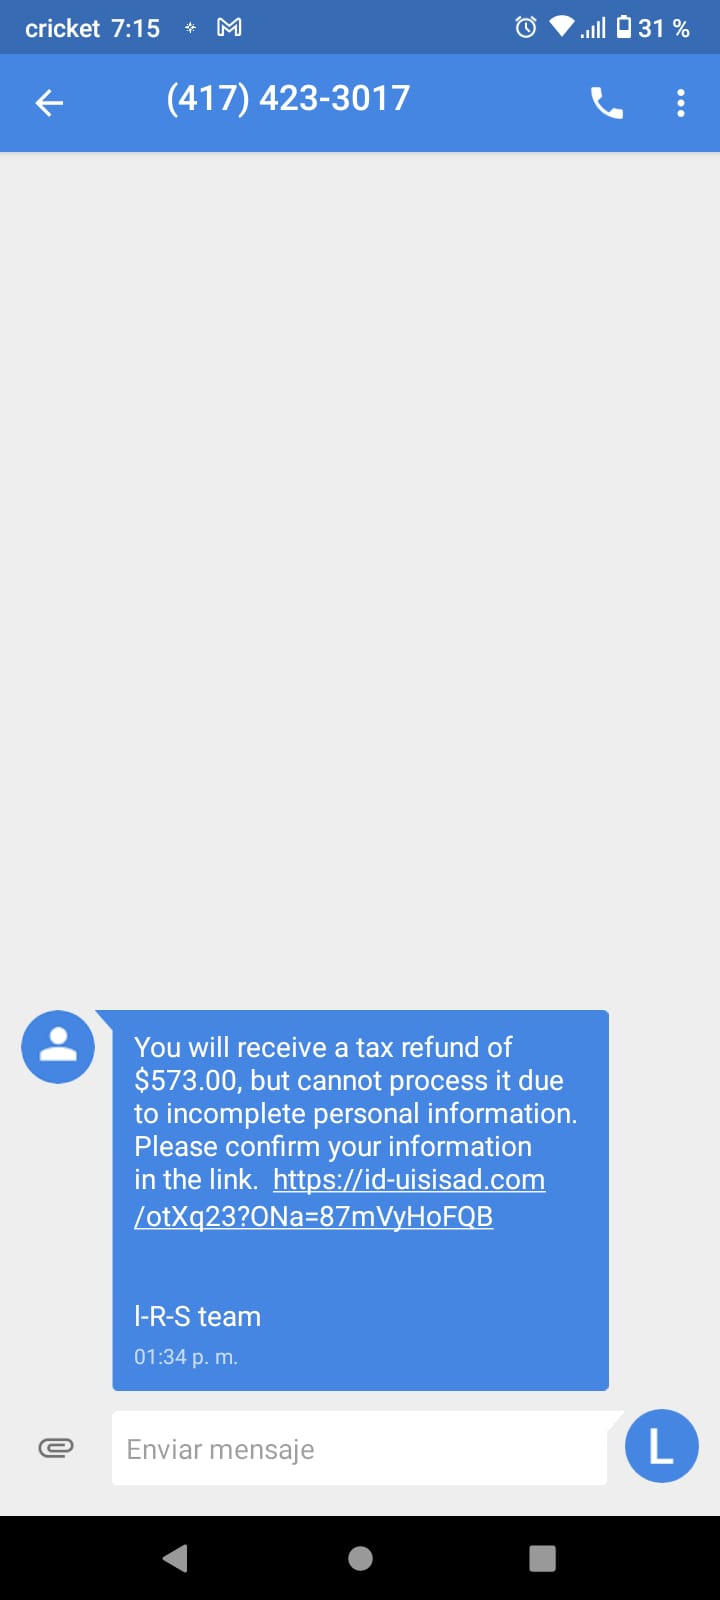 cricket 7:15 31 %
(417) 423-3017
You will receive a tax refund of
$573.00, but cannot process it due
to incomplete personal information.
Please confirm your information
in the link. https://id-uisisad.com
/otXq23?ONa=87mVyHoFQB
l-R-S team
01:34 p. m.
Enviar mensaje
L